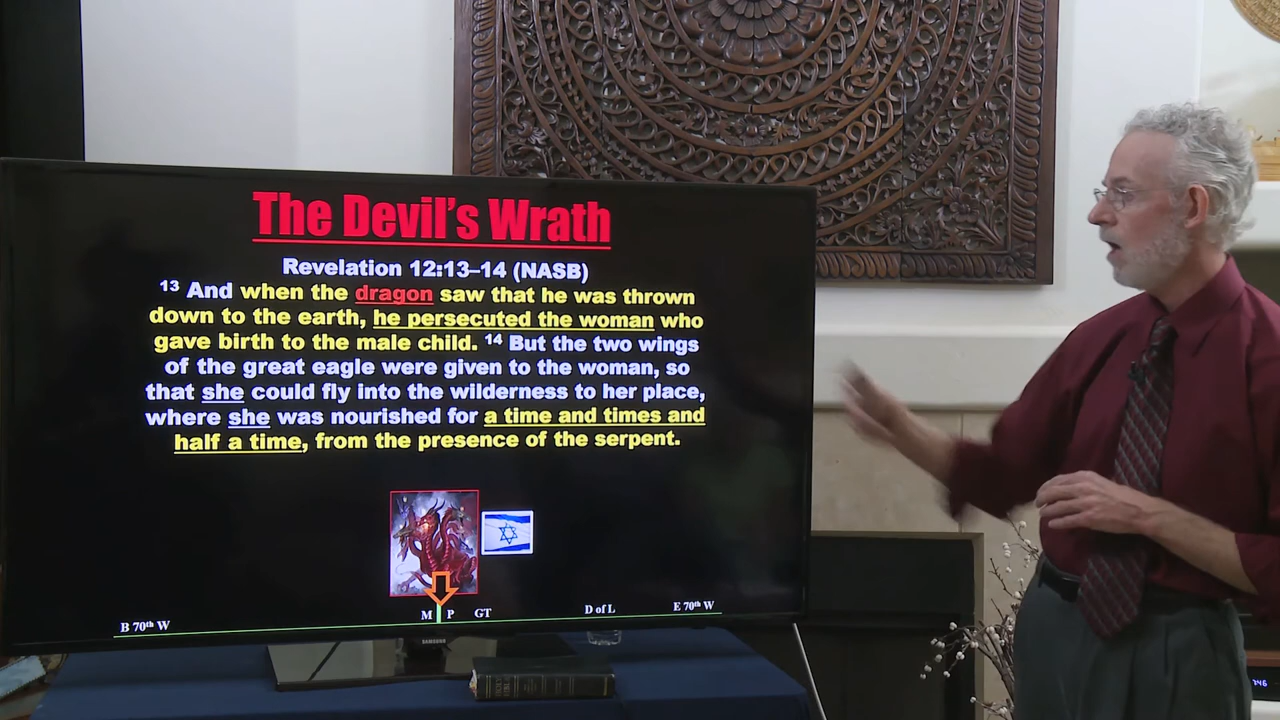 The Devil's Wrath
Revelation 12:13–14 (NASB)
13 And when the dragon saw that he was thrown
down to the earth, he persecuted the woman who
gave birth to the male child. 14 But the two wings
of the great eagle were given to the woman, so
that she could fly into the wilderness to her place,
where she was nourished for a time and times and
half a time, from the presence of the serpent.
B 70th W
M
P
GT
D of L
E 70th W
SAMSUNG